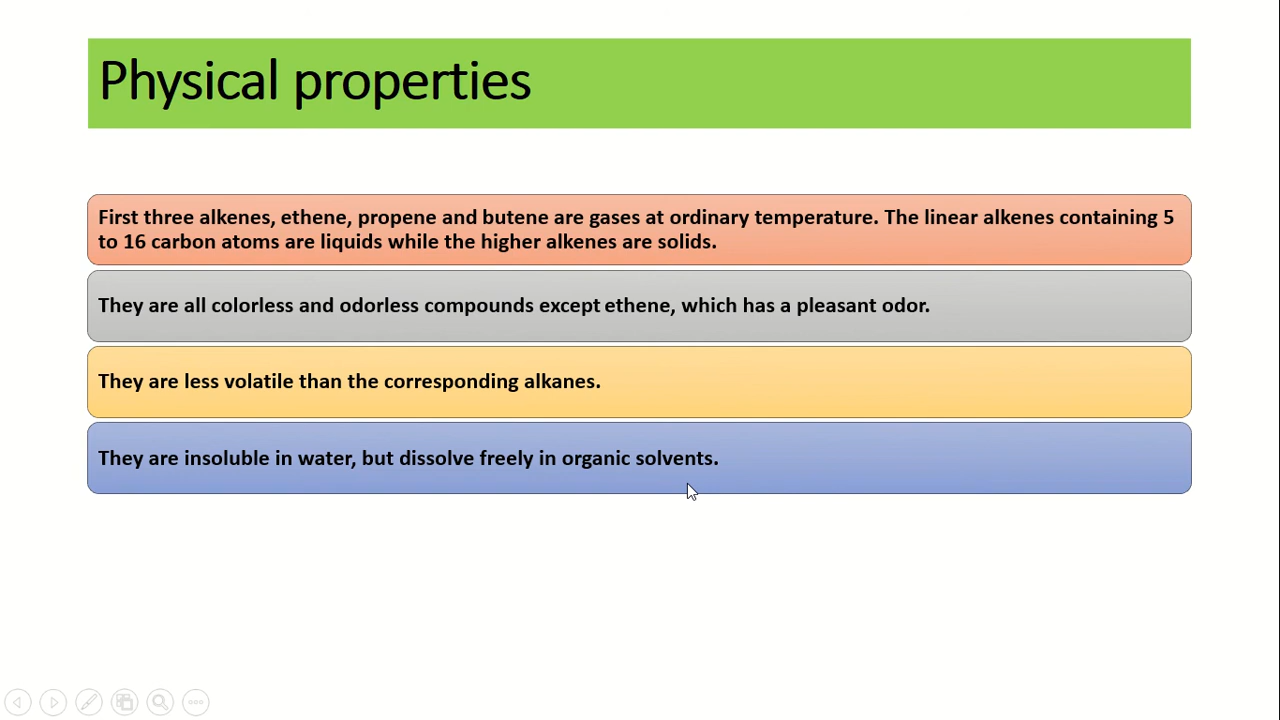 Physical properties
First three alkenes, ethene, propene and butene are gases at ordinary temperature. The linear alkenes containing 5
to 16 carbon atoms are liquids while the higher alkenes are solids.
They are all colorless and odorless compounds except ethene, which has a pleasant odor.
They are less volatile than the corresponding alkanes.
They are insoluble in water, but dissolve freely in organic solvents.